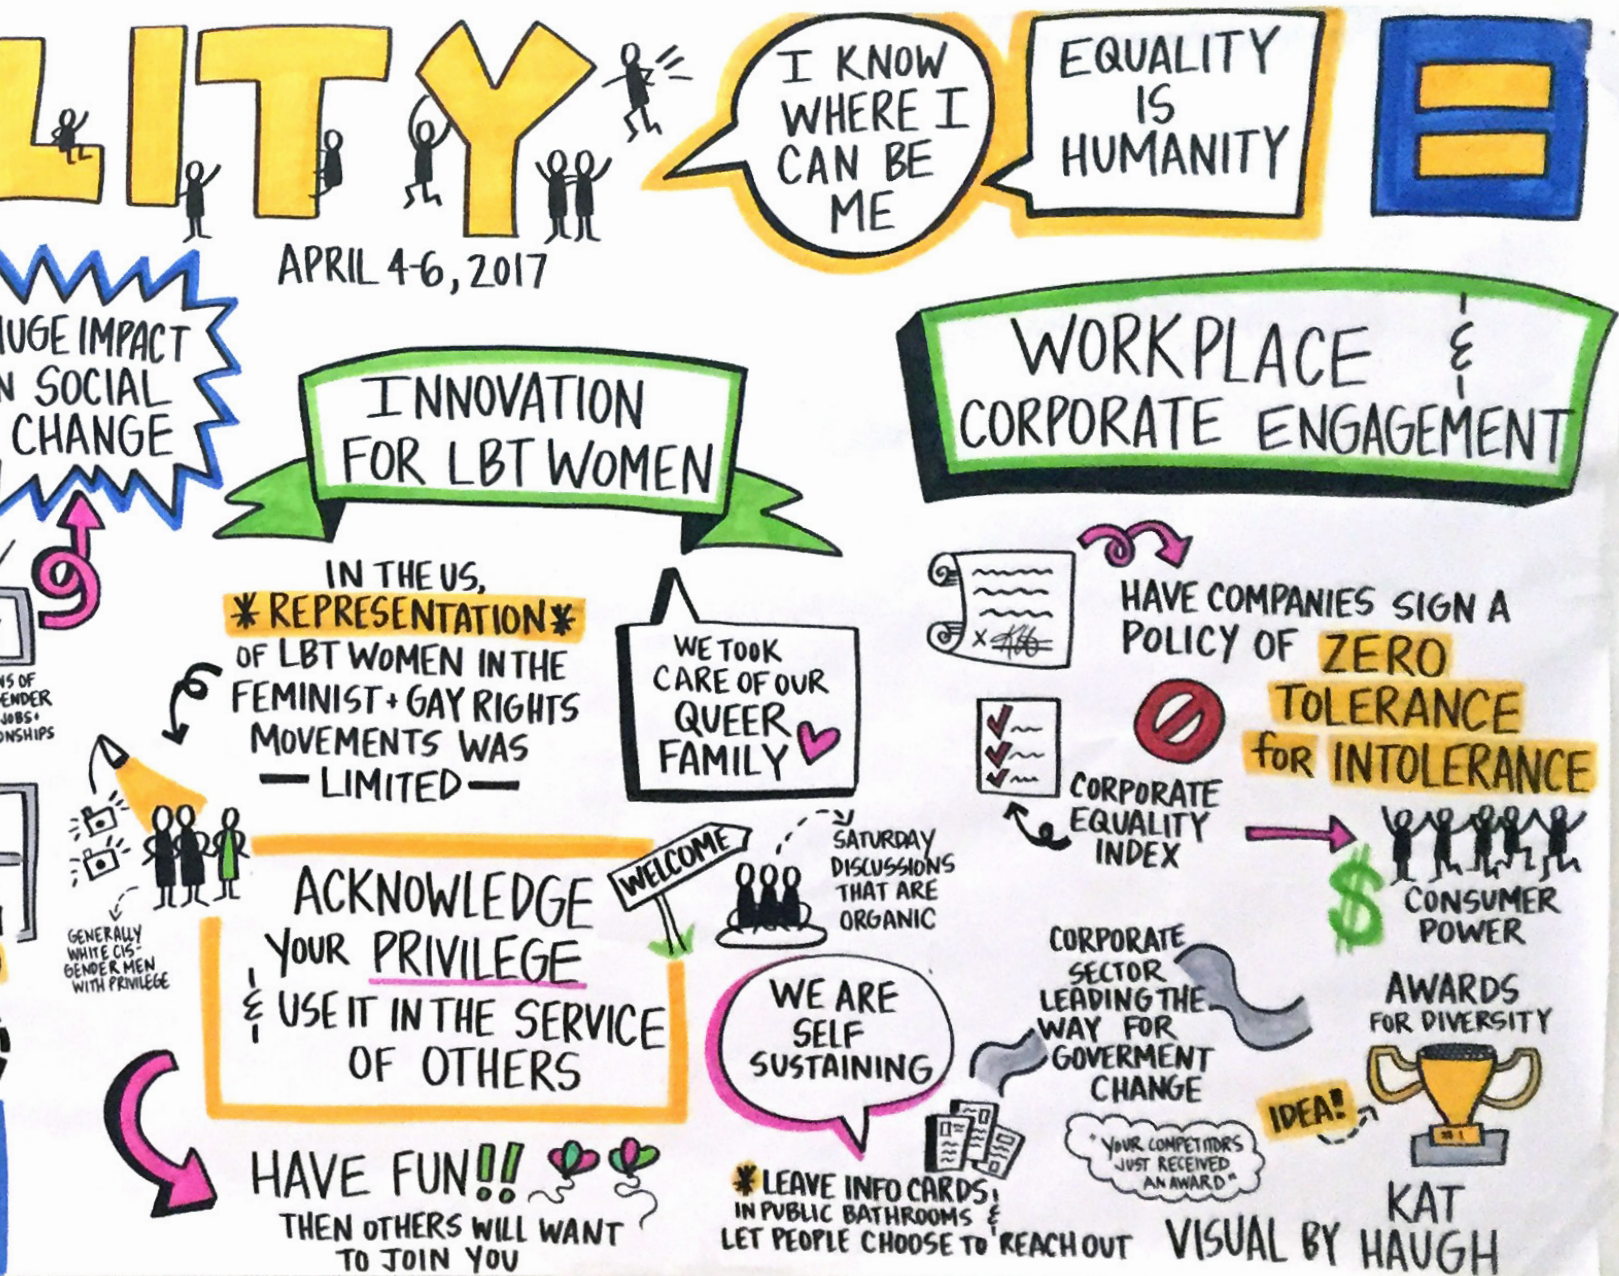 LITY
APRIL 4-6, 2017
I KNOW
WHERE I
CAN BE
ME
EQUALITY
IS
HUMANITY
HUGE IMPACT
N SOCIAL
CHANGE
NS OF
ENDER
JOBS+
ONSHIPS
INNOVATION
FOR LBT WOMEN
IN THE US,
*REPRESENTATION*
OF LBT WOMEN IN THE
FEMINIST + GAY RIGHTS
MOVEMENTS WAS
— LIMITED —
GENERALLY
WHITE CIS-
GENDER MEN
WITH PRIVILEGE
WE TOOK
CARE OF OUR
QUEER
FAMILY
ACKNOWLEDGE
YOUR PRIVILEGE
& USE IT IN THE SERVICE
OF OTHERS
HAVE FUN!!
THEN OTHERS WILL WANT
TO JOIN YOU
WELCOME
SATURDAY
DISCUSSIONS
THAT ARE
ORGANIC
WE ARE
SELF
SUSTAINING
* LEAVE INFO CARDS
IN PUBLIC BATHROOMS &
LET PEOPLE CHOOSE TO REACH OUT
WORKPLACE &
CORPORATE ENGAGEMENT
X
HAVE COMPANIES SIGN A
POLICY OF ZERO
TOLERANCE
for INTOLERANCE
CORPORATE
EQUALITY
INDEX
$
CONSUMER
POWER
CORPORATE
SECTOR
LEADING THE
WAY FOR
GOVERMENT
CHANGE
AWARDS
FOR DIVERSITY
IDEA!
#1
"YOUR COMPETITORS
JUST RECEIVED
AN AWARD"
VISUAL BY KAT
HAUGH